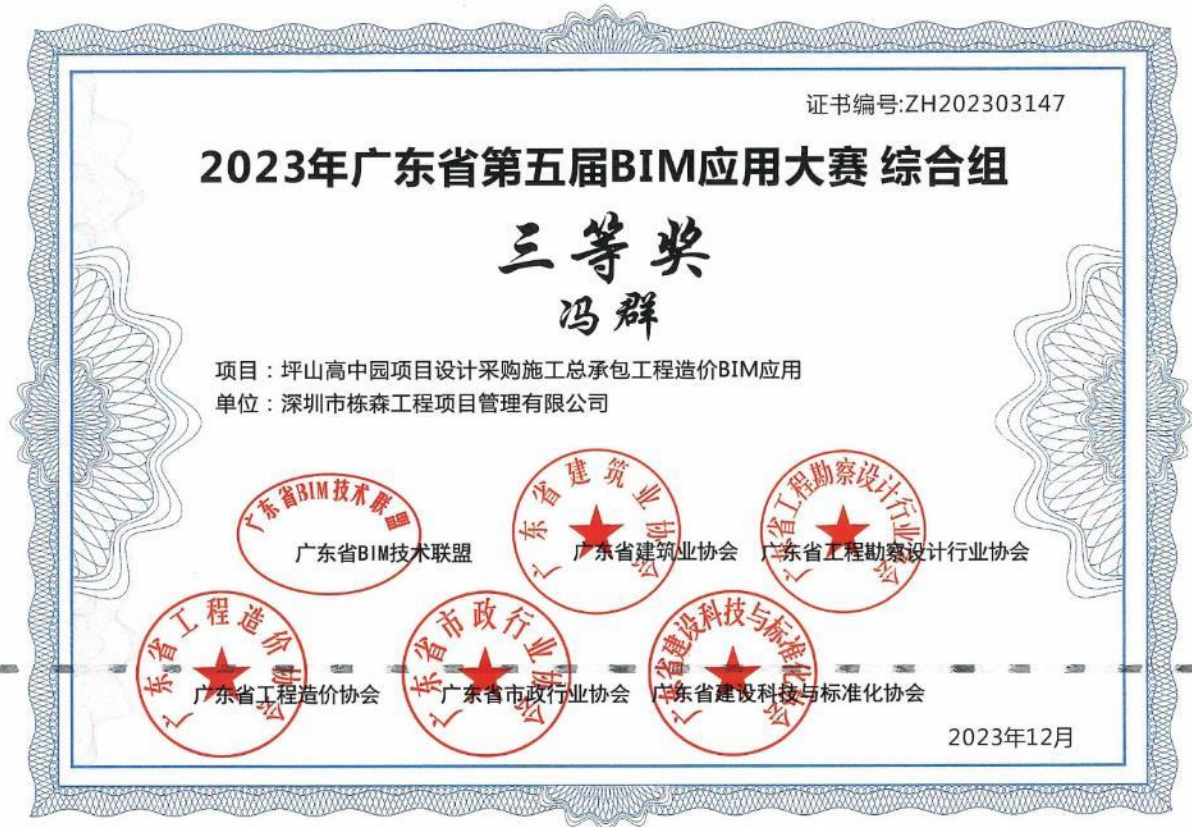 证书编号:ZH202303147
2023年广东省第五届BIM应用大赛 综合组
三等奖
冯群
项目：坪山高中园项目设计采购施工总承包工程造价BIM应用
单位：深圳市栋森工程项目管理有限公司
广东省BIM技术联盟
广东省建筑业协会
广东省工程勘察设计行业协会
广东省BIM技术联盟
广东省建筑业协会
广东省工程勘察设计行业协会
广东省工程造价协会
广东省市政行业协会
广东省建设科技与标准化协会
广东省工程造价协会
广东省市政行业协会
广东省建设科技与标准化协会
2023年12月